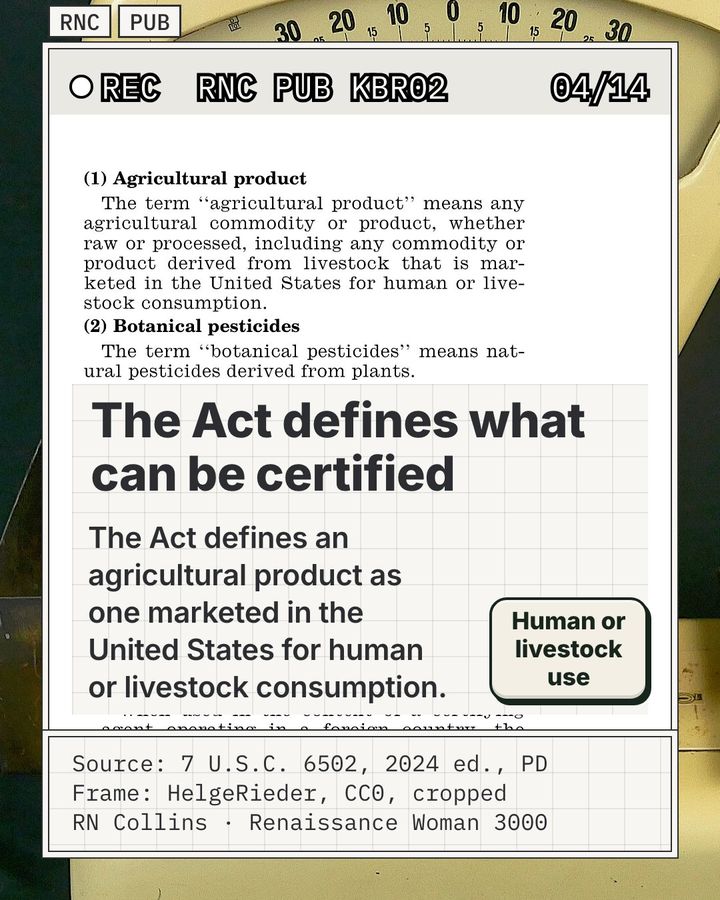 RNC PUB
30 20 10 0 10 20 30
25 15 5 5 15 25
REC RNC PUB KBR02 04/14
(1) Agricultural product
The term ‘‘agricultural product’’ means any
agricultural commodity or product, whether
raw or processed, including any commodity or
product derived from livestock that is mar-
keted in the United States for human or live-
stock consumption.
(2) Botanical pesticides
The term ‘‘botanical pesticides’’ means nat-
ural pesticides derived from plants.
The Act defines what
can be certified
The Act defines an
agricultural product as
one marketed in the
United States for human
or livestock consumption.
Human or
livestock
use
Source: 7 U.S.C. 6502, 2024 ed., PD
Frame: HelgeRieder, CC0, cropped
RN Collins · Renaissance Woman 3000